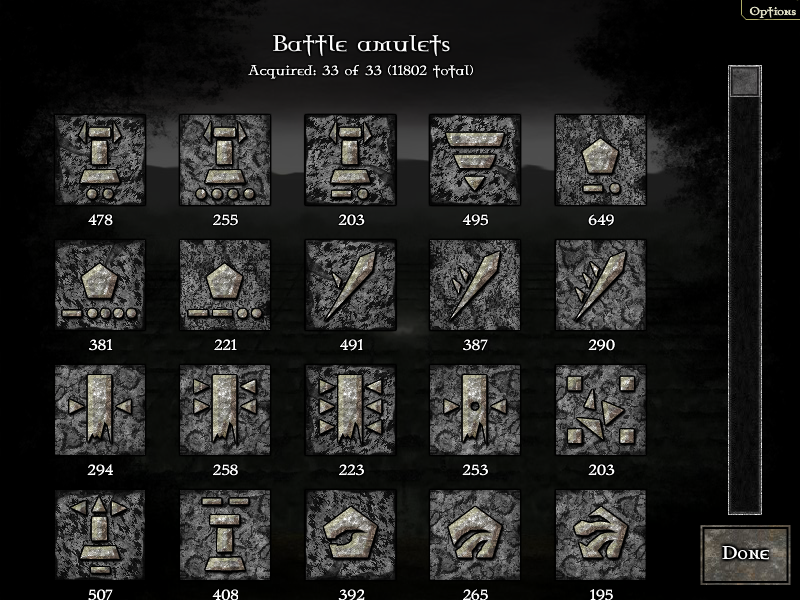 Options
Battle amulets
Acquired: 33 of 33 (11802 total)
478 255 203 495 649
381 221 491 387 290
294 258 223 253 203
507 408 392 265 195
Done